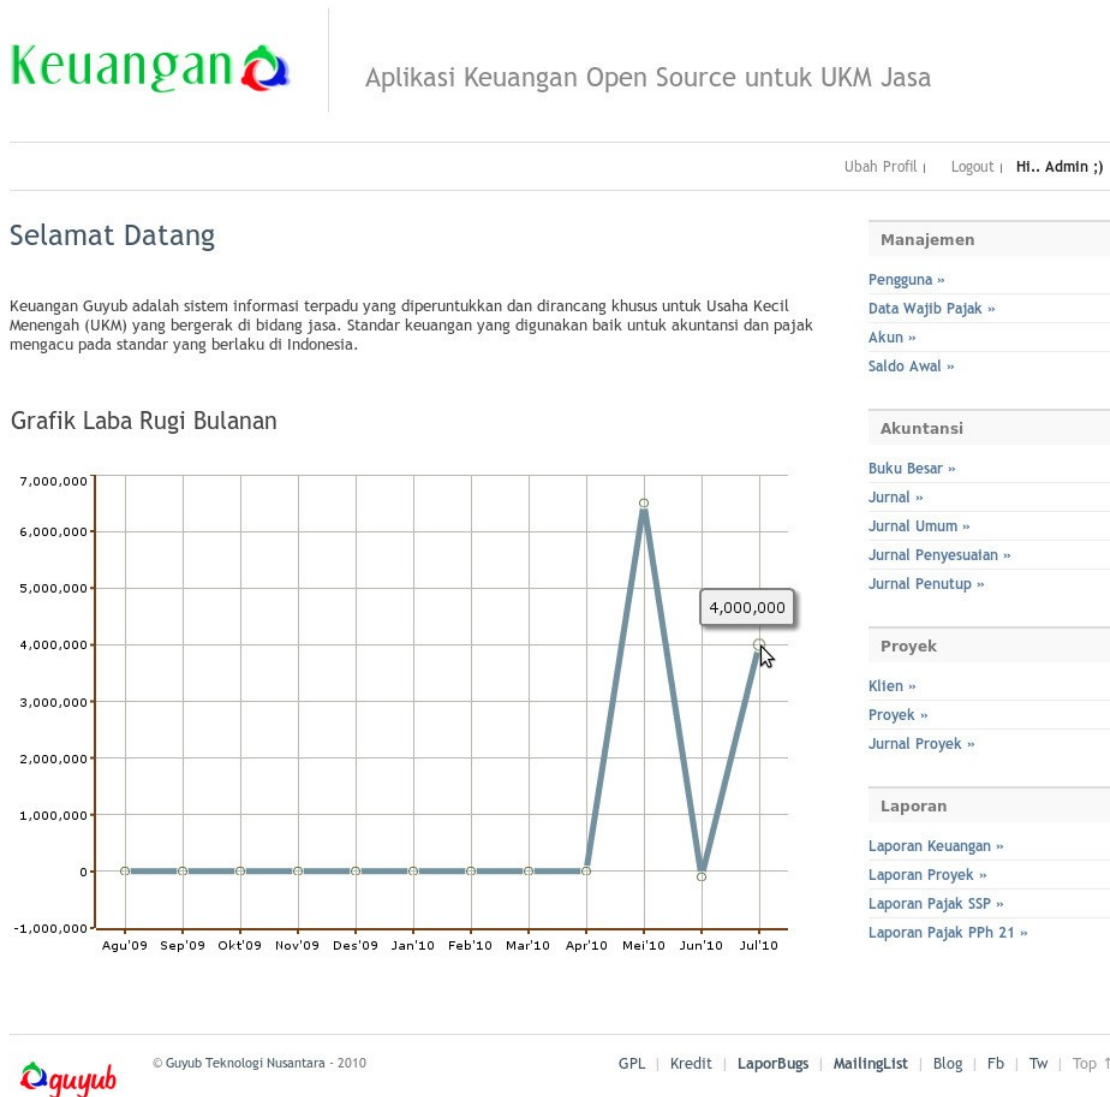 Keuangan
Aplikasi Keuangan Open Source untuk UKM Jasa
Ubah Profil | Logout | Hi.. Admin ;)
Selamat Datang
Keuangan Guyub adalah sistem informasi terpadu yang diperuntukkan dan dirancang khusus untuk Usaha Kecil
Menengah (UKM) yang bergerak di bidang jasa. Standar keuangan yang digunakan baik untuk akuntansi dan pajak
mengacu pada standar yang berlaku di Indonesia.
Grafik Laba Rugi Bulanan
7,000,000
6,000,000
5,000,000
4,000,000
3,000,000
2,000,000
1,000,000
0
-1,000,000
4,000,000
Agu'09 Sep'09 Okt'09 Nov'09 Des'09 Jan'10 Feb'10 Mar'10 Apr'10 Mei'10 Jun'10 Jul'10
Manajemen
Pengguna »
Data Wajib Pajak »
Akun »
Saldo Awal »
Akuntansi
Buku Besar »
Jurnal »
Jurnal Umum »
Jurnal Penyesuaian »
Jurnal Penutup »
Proyek
Klien »
Proyek »
Jurnal Proyek »
Laporan
Laporan Keuangan »
Laporan Proyek »
Laporan Pajak SSP »
Laporan Pajak PPh 21 »
guyub
© Guyub Teknologi Nusantara - 2010
GPL | Kredit | LaporBugs | MailingList | Blog | Fb | Tw | Top ↑